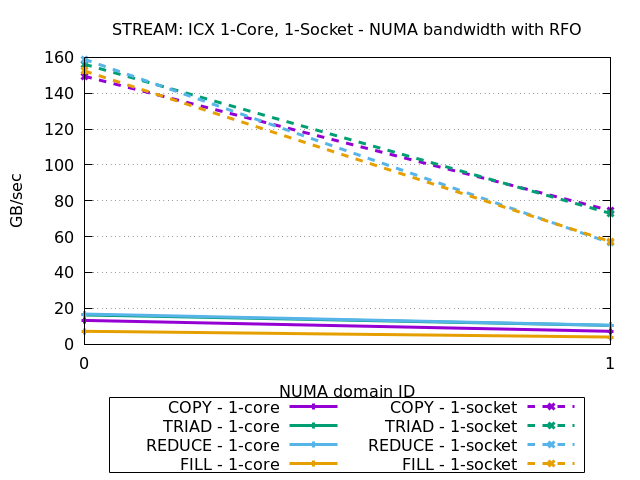 STREAM: ICX 1-Core, 1-Socket - NUMA bandwidth with RFO
160
140
120
100
80
60
40
20
0
GB/sec
0 1
NUMA domain ID
COPY - 1-core COPY - 1-socket
TRIAD - 1-core TRIAD - 1-socket
REDUCE - 1-core REDUCE - 1-socket
FILL - 1-core FILL - 1-socket